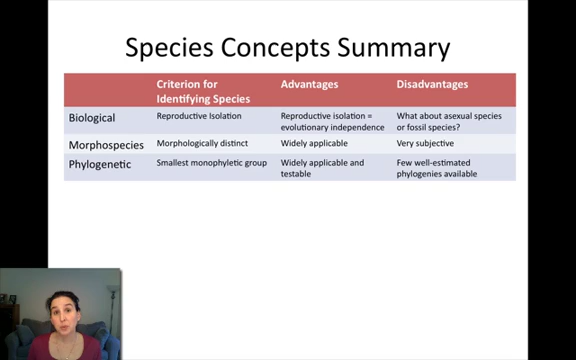 Species Concepts Summary
Criterion for Identifying Species Advantages Disadvantages
Biological Reproductive Isolation Reproductive isolation = evolutionary independence What about asexual species or fossil species?
Morphospecies Morphologically distinct Widely applicable Very subjective
Phylogenetic Smallest monophyletic group Widely applicable and testable Few well-estimated phylogenies available